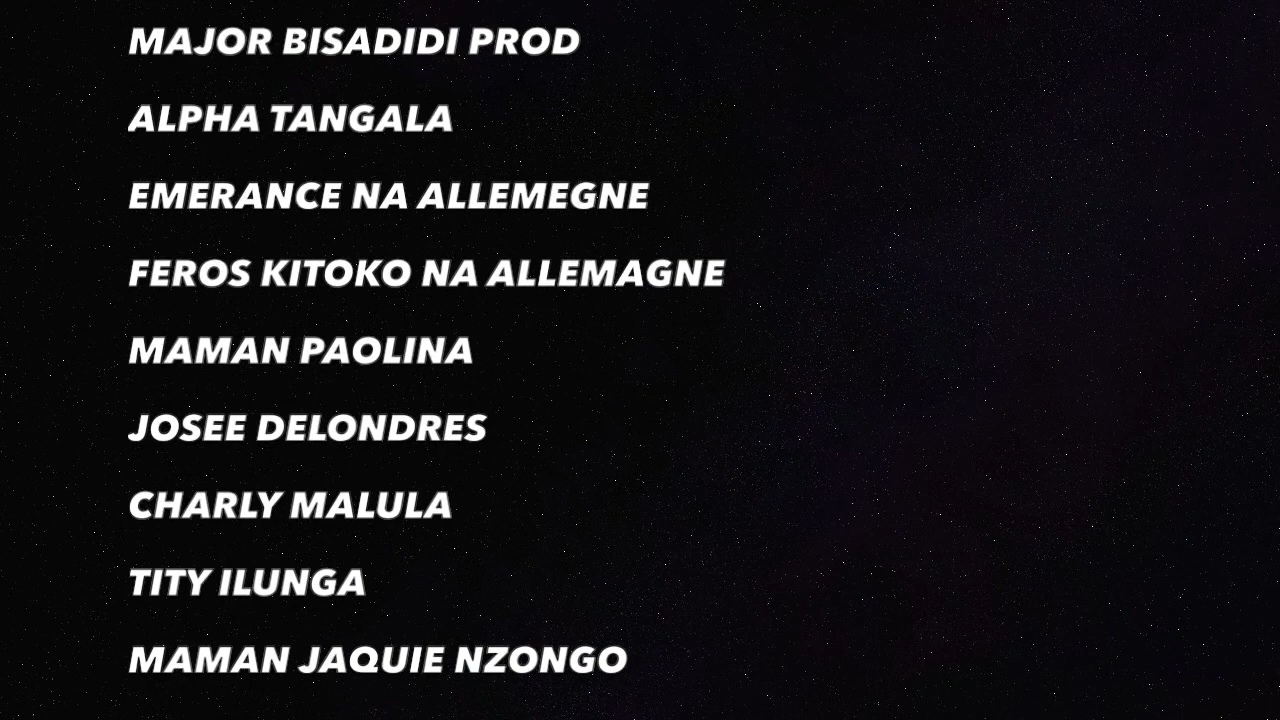 MAJOR BISADIDI PROD
ALPHA TANGALA
EMERANCE NA ALLEMEGNE
FEROS KITOKO NA ALLEMAGNE
MAMAN PAOLINA
JOSEE DELONDRES
CHARLY MALULA
TITY ILUNGA
MAMAN JAQUIE NZONGO